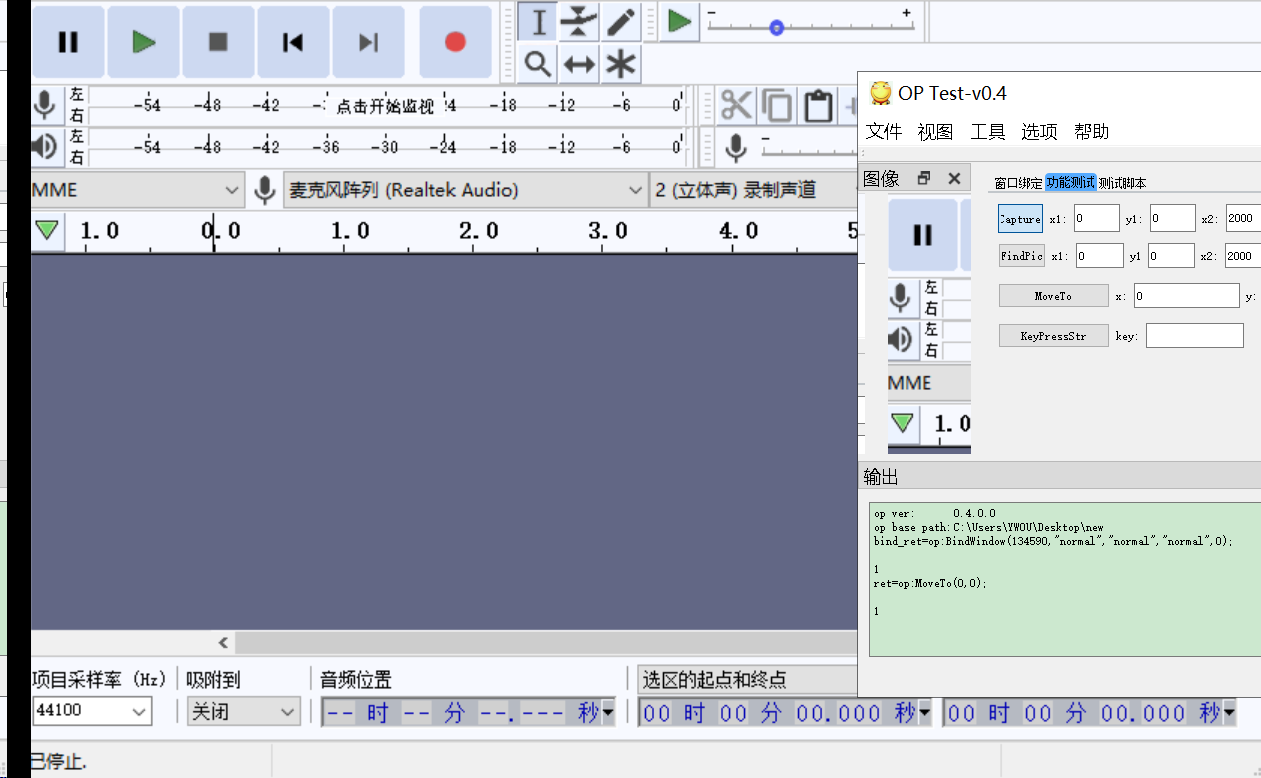 - +
左
右
-54 -48 -42 点击开始监视 -18 -12 -6 0
左
右
-54 -48 -42 -36 -30 -24 -18 -12 -6 0
MME 麦克风阵列 (Realtek Audio) 2 (立体声) 录制声道
1.0 0.0 1.0 2.0 3.0 4.0 5
OP Test-v0.4
文件 视图 工具 选项 帮助
图像
窗口绑定 功能测试 测试脚本
Capture x1: 0 y1: 0 x2: 2000
FindPic x1: 0 y1 0 x2: 2000
MoveTo x: 0 y:
KeyPressStr key:
左
右
左
右
MME
1.0
输出
op ver: 0.4.0.0
op base path:C:\Users\YWOU\Desktop\new
bind_ret=op:BindWindow(134590,"normal","normal","normal",0);
1
ret=op:MoveTo(0,0);
1
项目采样率 (Hz) 吸附到 音频位置 选区的起点和终点
44100 关闭 -- 时 -- 分 --.--- 秒 00 时 00 分 00.000 秒 00 时 00 分 00.000 秒
已停止.